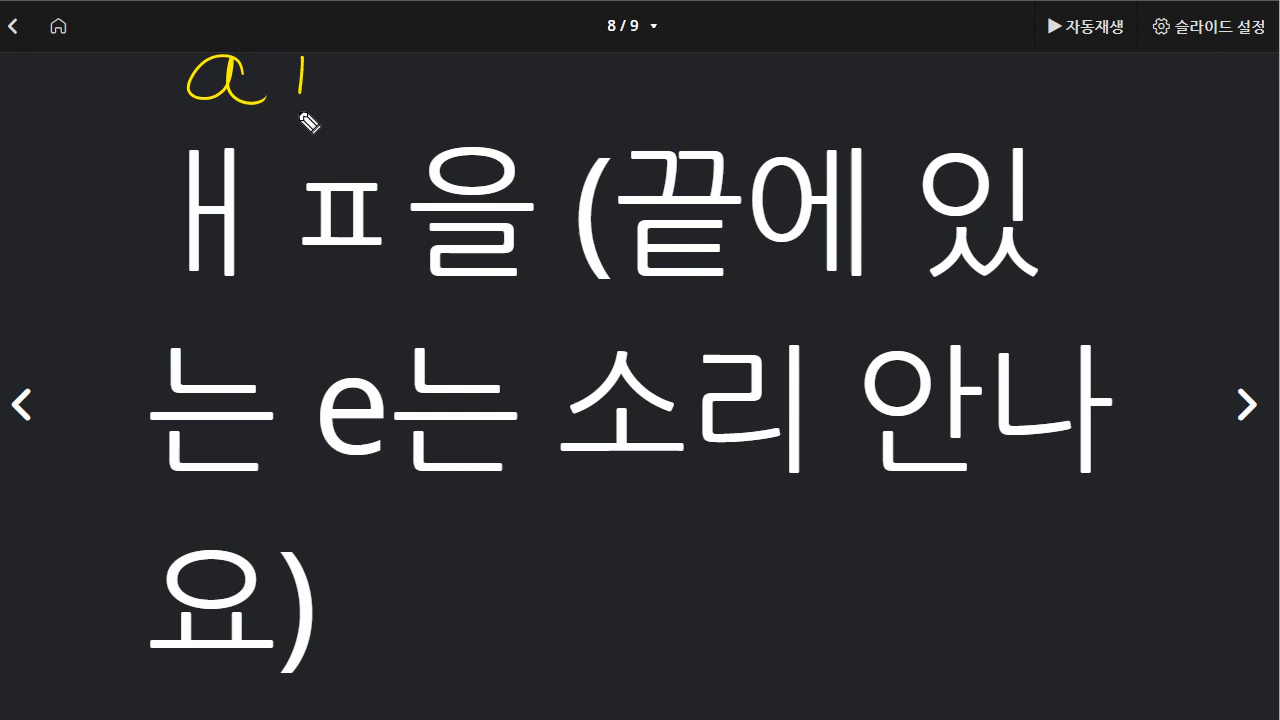 8 / 9
자동재생
슬라이드 설정
a
ㅐ ㅍ을 (끝에 있
는 e는 소리 안나
요)